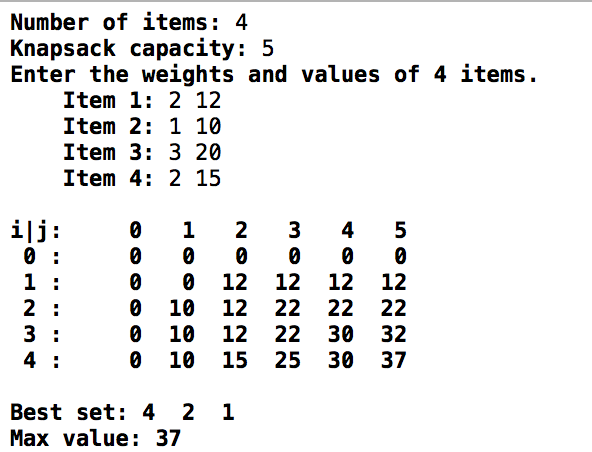 Number of items: 4
Knapsack capacity: 5
Enter the weights and values of 4 items.
Item 1: 2 12
Item 2: 1 10
Item 3: 3 20
Item 4: 2 15
i|j: 0 1 2 3 4 5
0 : 0 0 0 0 0 0
1 : 0 0 12 12 12 12
2 : 0 10 12 22 22 22
3 : 0 10 12 22 30 32
4 : 0 10 15 25 30 37
Best set: 4 2 1
Max value: 37